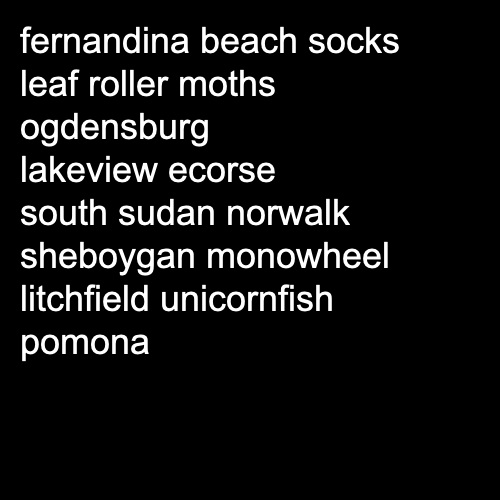 fernandina beach socks
leaf roller moths
ogdensburg
lakeview ecorse
south sudan norwalk
sheboygan monowheel
litchfield unicornfish
pomona